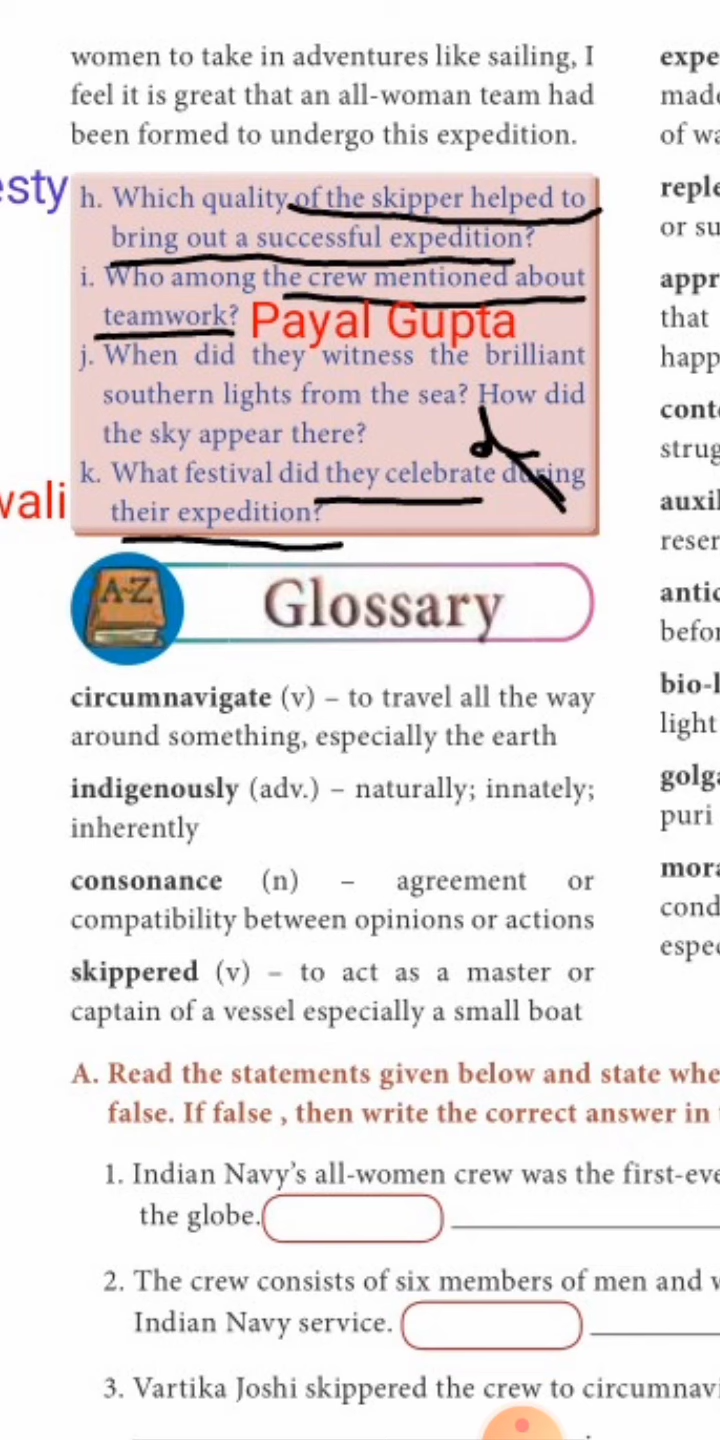 women to take in adventures like sailing, I
feel it is great that an all-woman team had
been formed to undergo this expedition.
h. Which quality of the skipper helped to
bring out a successful expedition?
i. Who among the crew mentioned about
teamwork? Payal Gupta
j. When did they witness the brilliant
southern lights from the sea? How did
the sky appear there?
k. What festival did they celebrate during
their expedition?
esty
wali
A-Z
Glossary
circumnavigate (v) – to travel all the way
around something, especially the earth
indigenously (adv.) – naturally; innately;
inherently
consonance (n) – agreement or
compatibility between opinions or actions
skippered (v) – to act as a master or
captain of a vessel especially a small boat
expe
made
of wa
reple
or su
appr
that
happ
conte
strug
auxil
reser
antic
befor
bio-l
light
golga
puri
mora
cond
espec
A. Read the statements given below and state whe
false. If false , then write the correct answer in
1. Indian Navy’s all-women crew was the first-eve
the globe.
2. The crew consists of six members of men and w
Indian Navy service.
3. Vartika Joshi skippered the crew to circumnavi